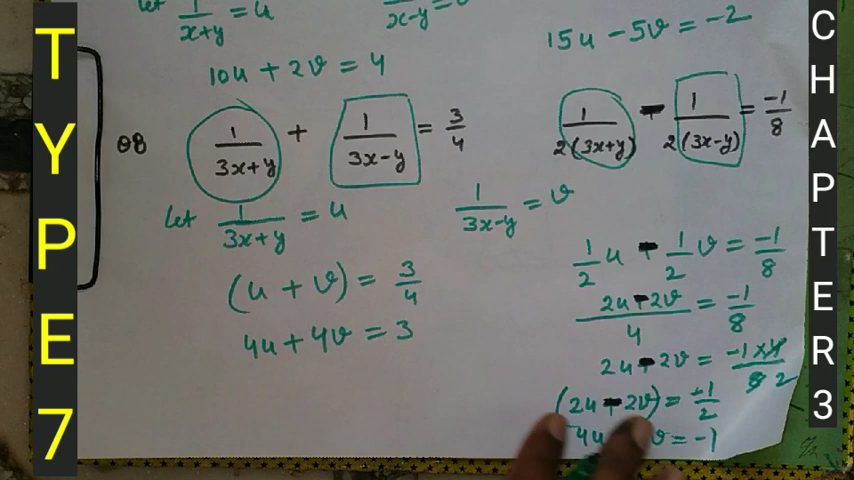 TYPE 7
CHAPTER 3
let 1/(x+y) = u
1/(x-y) =
10u + 2v = 4
15u - 5v = -2
08 1/(3x+y) + 1/(3x-y) = 3/4
1/2(3x+y) - 1/2(3x-y) = -1/8
let 1/(3x+y) = u
1/(3x-y) = v
(u + v) = 3/4
4u + 4v = 3
1/2 u - 1/2 v = -1/8
(2u - 2v)/4 = -1/8
2u - 2v = (-1 × 4)/8 2
(2u - 2v) = -1/2
4u v = -1